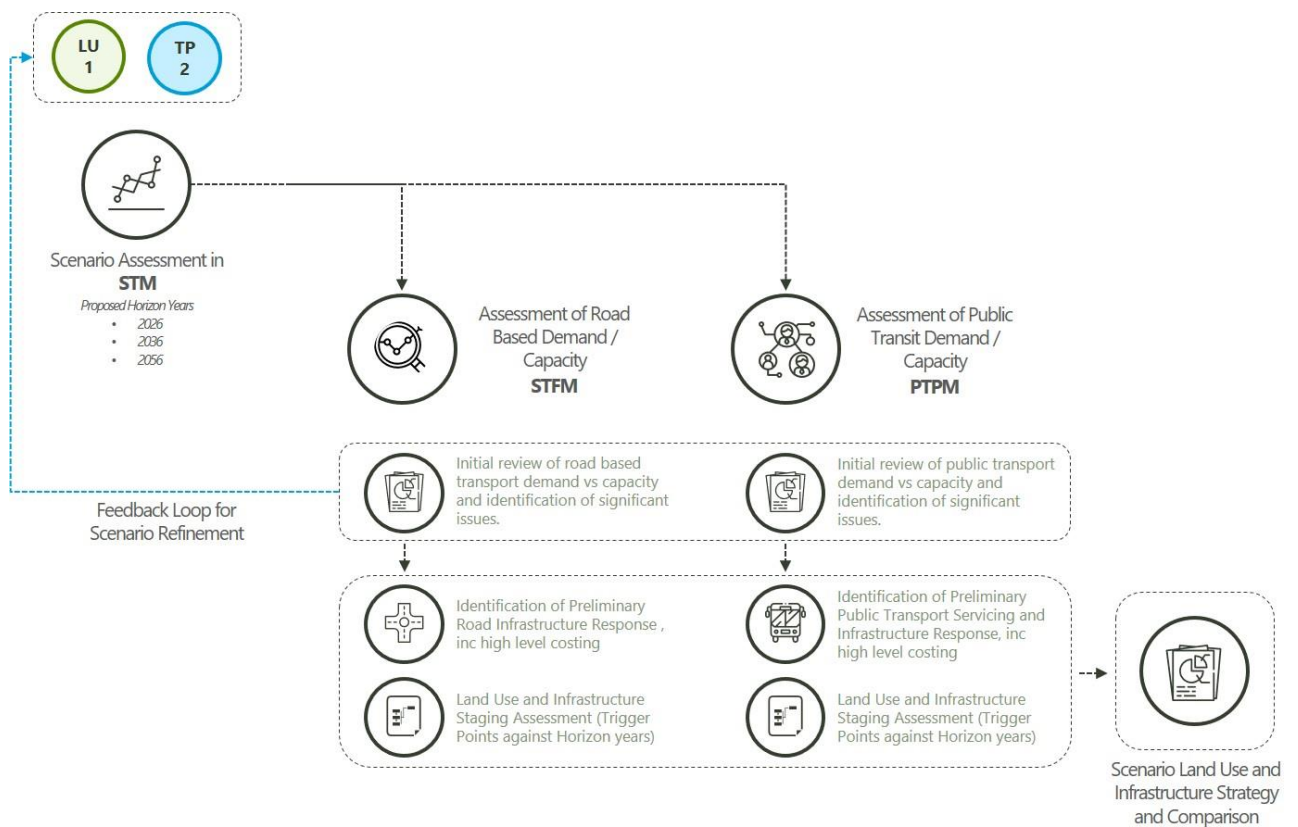 LU
1
TP
2
Scenario Assessment in
STM
Proposed Horizon Years
• 2026
• 2036
• 2056
Assessment of Road
Based Demand /
Capacity
STFM
Assessment of Public
Transit Demand /
Capacity
PTPM
Initial review of road based
transport demand vs capacity
and identification of significant
issues.
Initial review of public transport
demand vs capacity and
identification of significant
issues.
Feedback Loop for
Scenario Refinement
Identification of Preliminary
Road Infrastructure Response ,
inc high level costing
Identification of Preliminary
Public Transport Servicing and
Infrastructure Response, inc
high level costing
Land Use and Infrastructure
Staging Assessment (Trigger
Points against Horizon years)
Land Use and Infrastructure
Staging Assessment (Trigger
Points against Horizon years)
Scenario Land Use and
Infrastructure Strategy
and Comparison